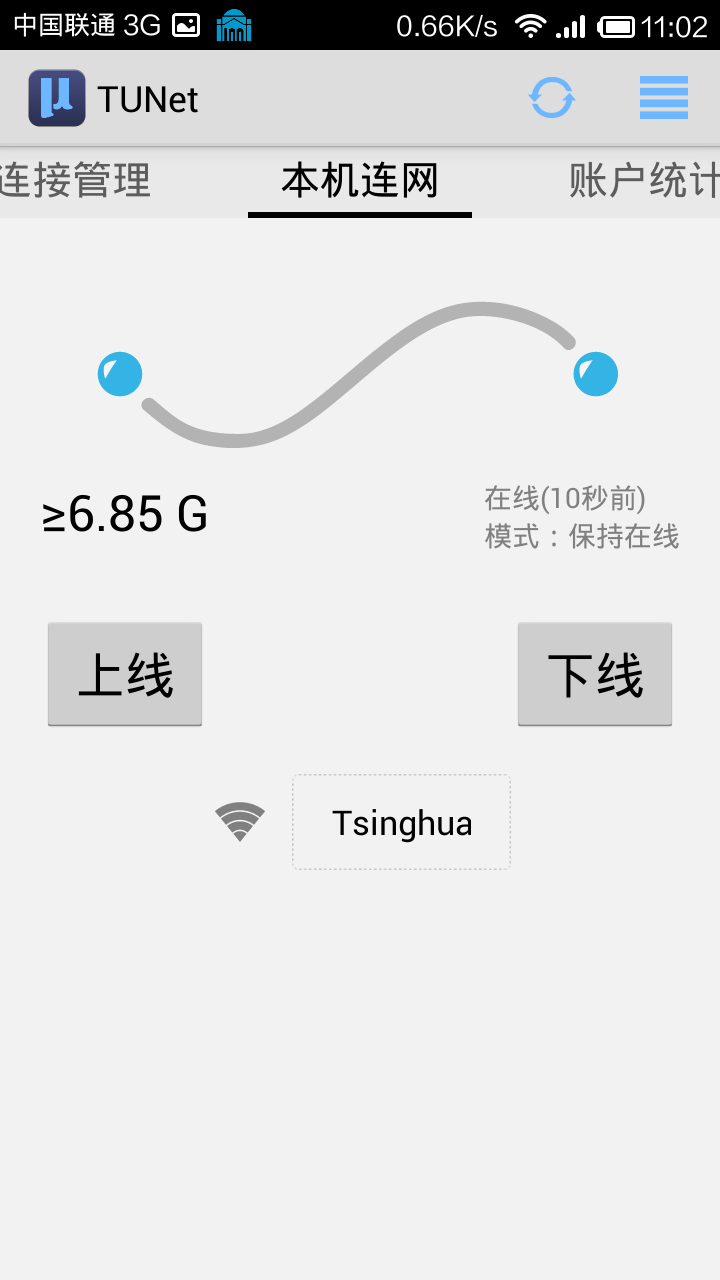 中国联通 3G 0.66K/s 11:02
μ TUNet
连接管理 本机连网 账户统计
≥6.85 G
在线(10秒前)
模式：保持在线
上线 下线
Tsinghua